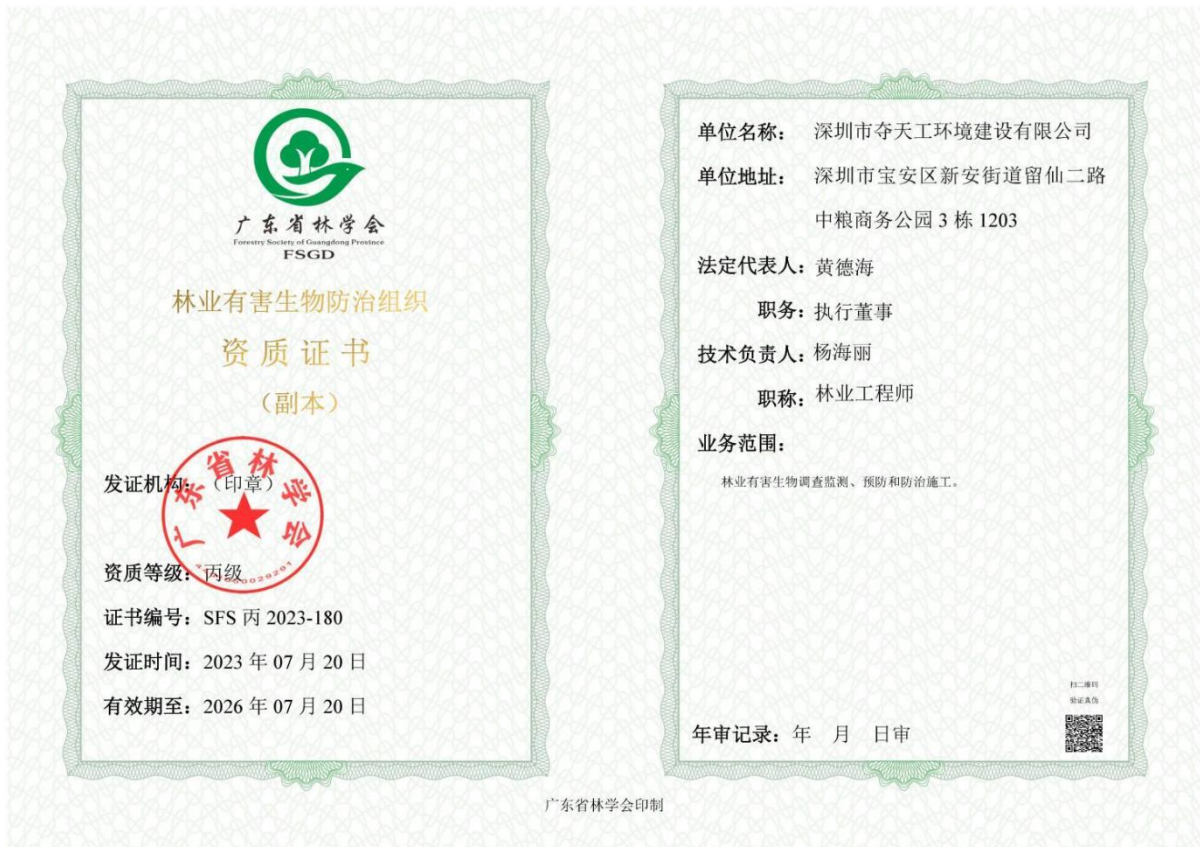 广东省林学会
Forestry Society of Guangdong Province
FSGD
林业有害生物防治组织
资质证书
（副本）
发证机构：（印章）
广东省林学会
资质等级：丙级
证书编号：SFS 丙 2023-180
发证时间：2023 年 07 月 20 日
有效期至：2026 年 07 月 20 日
单位名称：深圳市夺天工环境建设有限公司
单位地址：深圳市宝安区新安街道留仙二路
中粮商务公园 3 栋 1203
法定代表人：黄德海
职务：执行董事
技术负责人：杨海丽
职称：林业工程师
业务范围：
林业有害生物调查监测、预防和防治施工。
扫二维码
验证真伪
年审记录：年 月 日审
广东省林学会印制